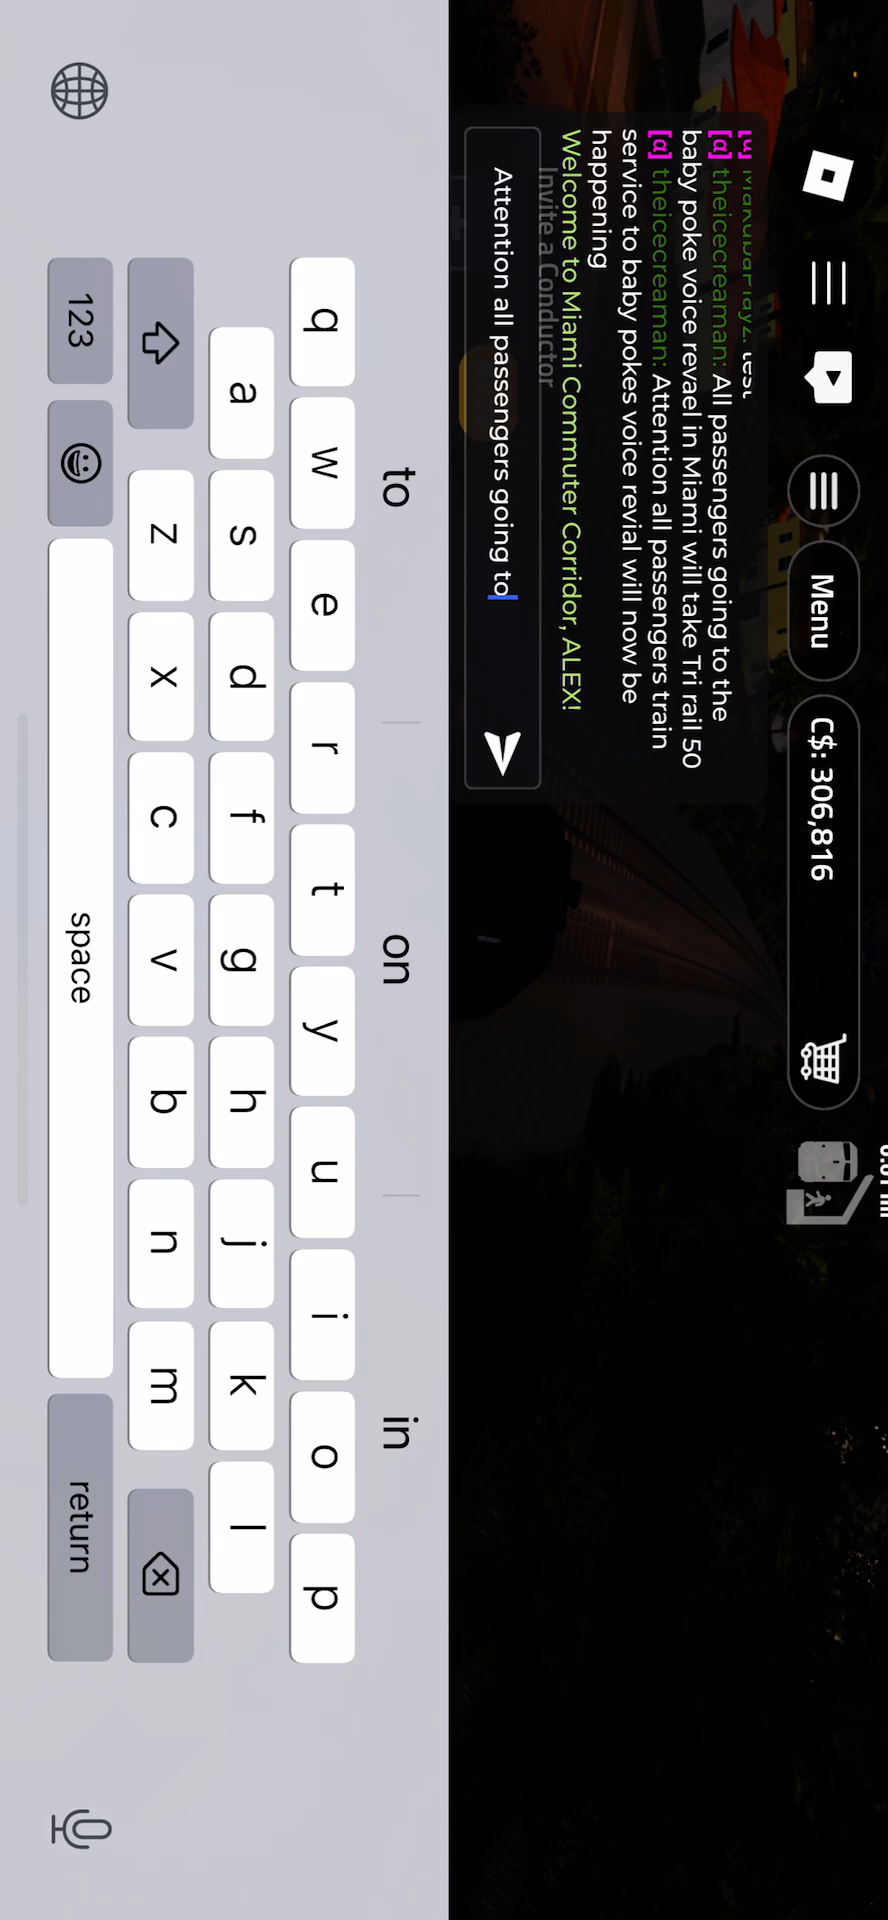 test
[α] theicecreaman: All passengers going to the
baby poke voice revael in Miami will take Tri rail 50
[α] theicecreaman: Attention all passengers train
service to baby pokes voice revial will now be
happening
Welcome to Miami Commuter Corridor, ALEX!
Invite a Conductor
Attention all passengers going to
Menu
C$: 306,816
to on in
q w e r t y u i o p
a s d f g h j k l
z x c v b n m
123 space return